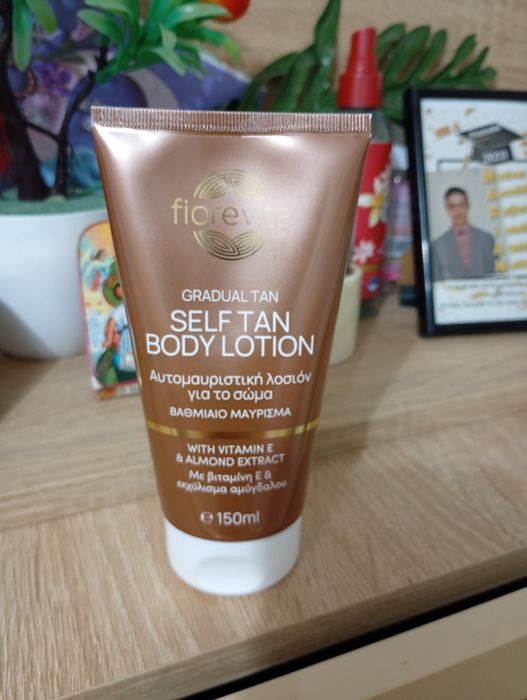 fiorevita
GRADUAL TAN
SELF TAN
BODY LOTION
Αυτομαυριστική λοσιόν
για το σώμα
ΒΑΘΜΙΑΙΟ ΜΑΥΡΙΣΜΑ
WITH VITAMIN E
& ALMOND EXTRACT
Με βιταμίνη Ε &
εκχύλισμα αμύγδαλου
℮ 150ml
2023